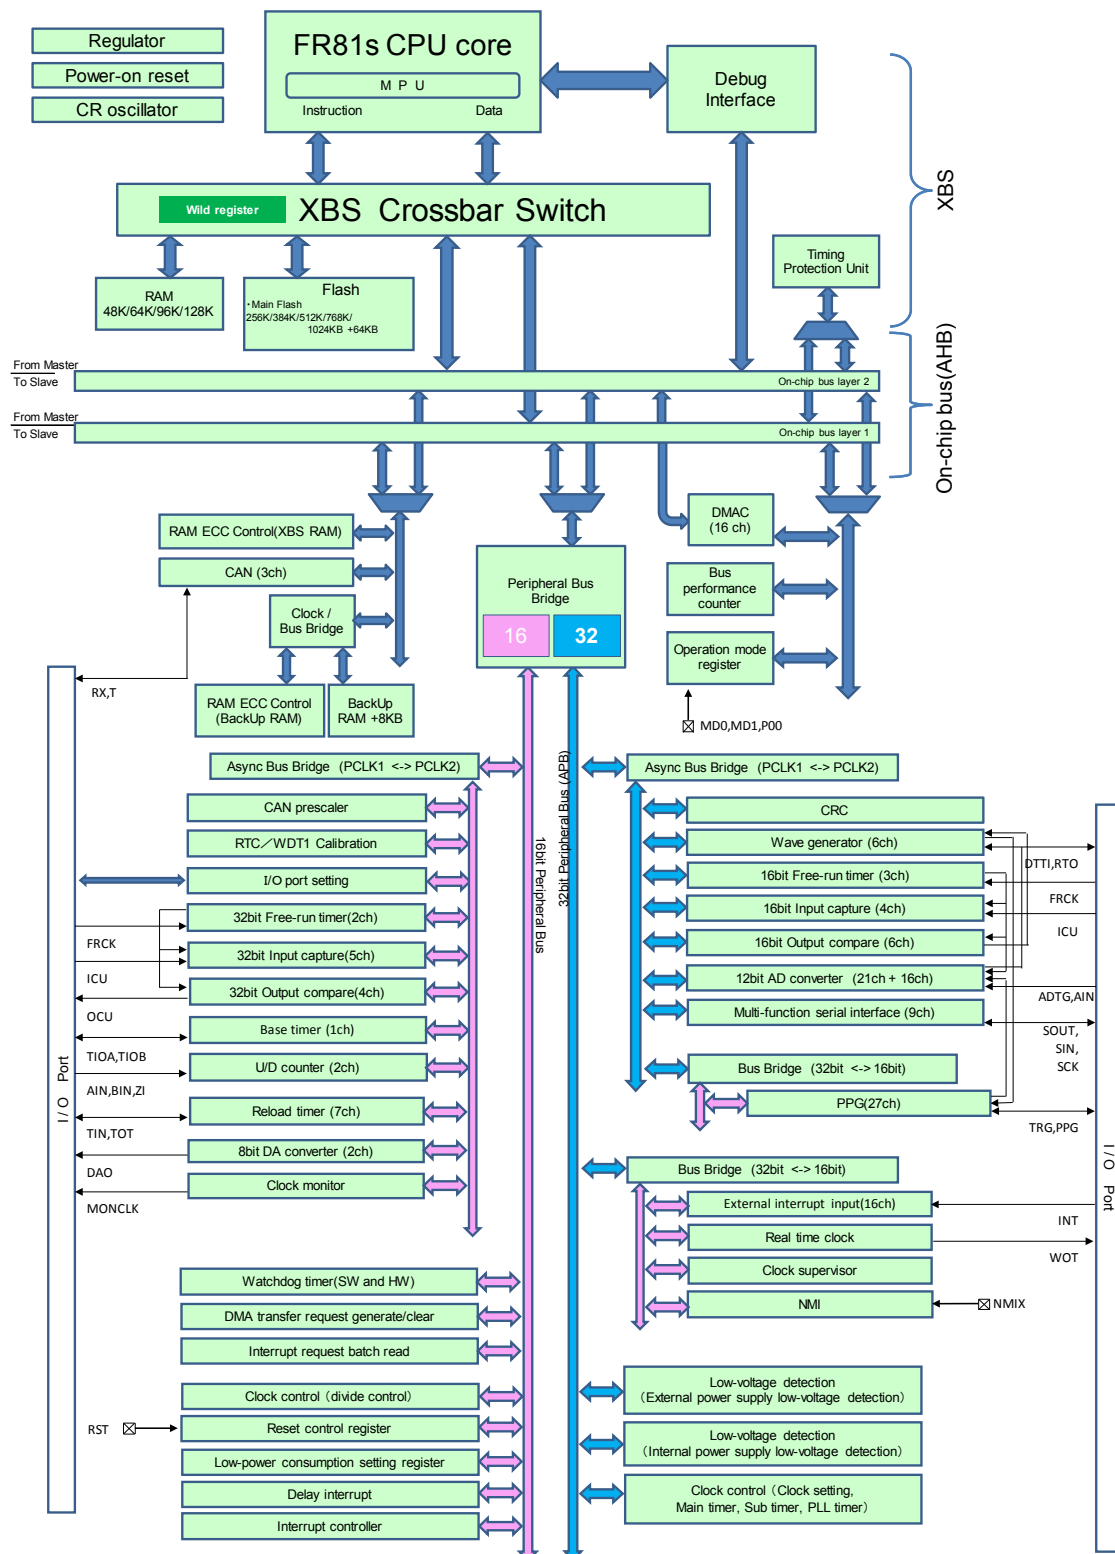 Regulator
Power-on reset
CR oscillator
FR81s CPU core
M P U
Instruction
Data
Debug
Interface
XBS
Wild register
XBS Crossbar Switch
RAM
48K/64K/96K/128K
Flash
・Main Flash
256K/384K/512K/768K/
1024KB +64KB
Timing
Protection Unit
On-chip bus(AHB)
From Master
To Slave
On-chip bus layer 2
From Master
To Slave
On-chip bus layer 1
RAM ECC Control(XBS RAM)
CAN (3ch)
Clock /
Bus Bridge
RAM ECC Control
(BackUp RAM)
BackUp
RAM +8KB
RX,T
Peripheral Bus
Bridge
16
32
DMAC
(16 ch)
Bus
performance
counter
Operation mode
register
MD0,MD1,P00
16bit Peripheral Bus
32bit Peripheral Bus (APB)
Async Bus Bridge (PCLK1 <-> PCLK2)
CAN prescaler
RTC／WDT1 Calibration
I/O port setting
32bit Free-run timer(2ch)
FRCK
32bit Input capture(5ch)
ICU
32bit Output compare(4ch)
OCU
Base timer (1ch)
TIOA,TIOB
U/D counter (2ch)
AIN,BIN,ZI
Reload timer (7ch)
TIN,TOT
8bit DA converter (2ch)
DAO
Clock monitor
MONCLK
I / O Port
Watchdog timer(SW and HW)
DMA transfer request generate/clear
Interrupt request batch read
Clock control（divide control）
RST
Reset control register
Low-power consumption setting register
Delay interrupt
Interrupt controller
Async Bus Bridge (PCLK1 <-> PCLK2)
CRC
Wave generator (6ch)
DTTI,RTO
16bit Free-run timer (3ch)
FRCK
16bit Input capture (4ch)
ICU
16bit Output compare (6ch)
12bit AD converter (21ch + 16ch)
ADTG,AIN
Multi-function serial interface (9ch)
SOUT,
SIN,
SCK
Bus Bridge (32bit <-> 16bit)
PPG(27ch)
TRG,PPG
I / O Port
Bus Bridge (32bit <-> 16bit)
External interrupt input(16ch)
INT
Real time clock
WOT
Clock supervisor
NMI
NMIX
Low-voltage detection
（External power supply low-voltage detection）
Low-voltage detection
（Internal power supply low-voltage detection）
Clock control（Clock setting,
Main timer, Sub timer, PLL timer）